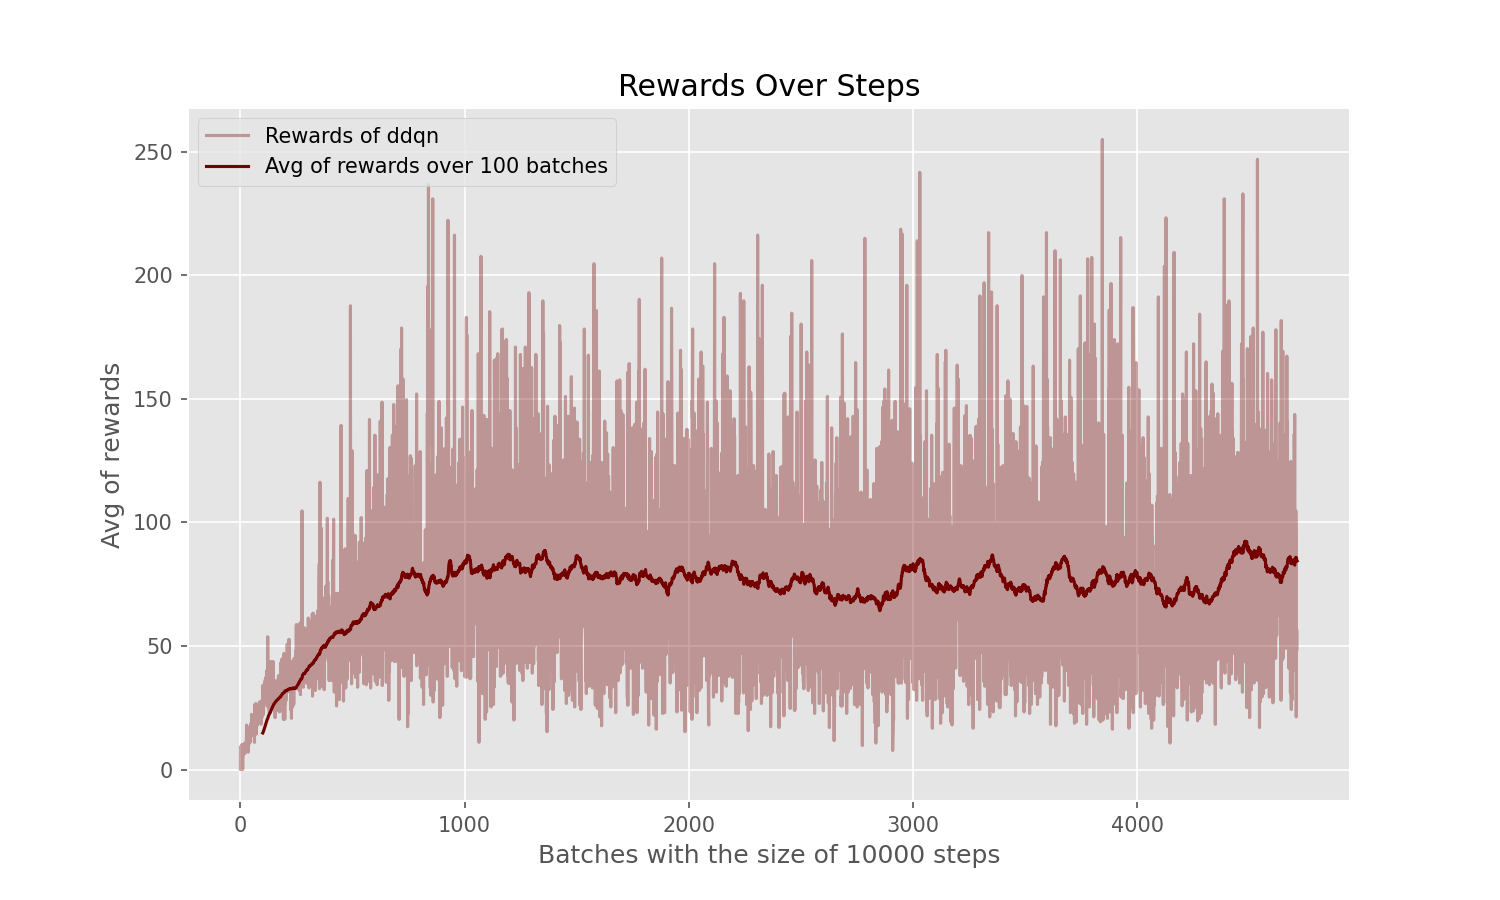 Rewards Over Steps
Rewards of ddqn
Avg of rewards over 100 batches
Avg of rewards
250
200
150
100
50
0
0 1000 2000 3000 4000
Batches with the size of 10000 steps